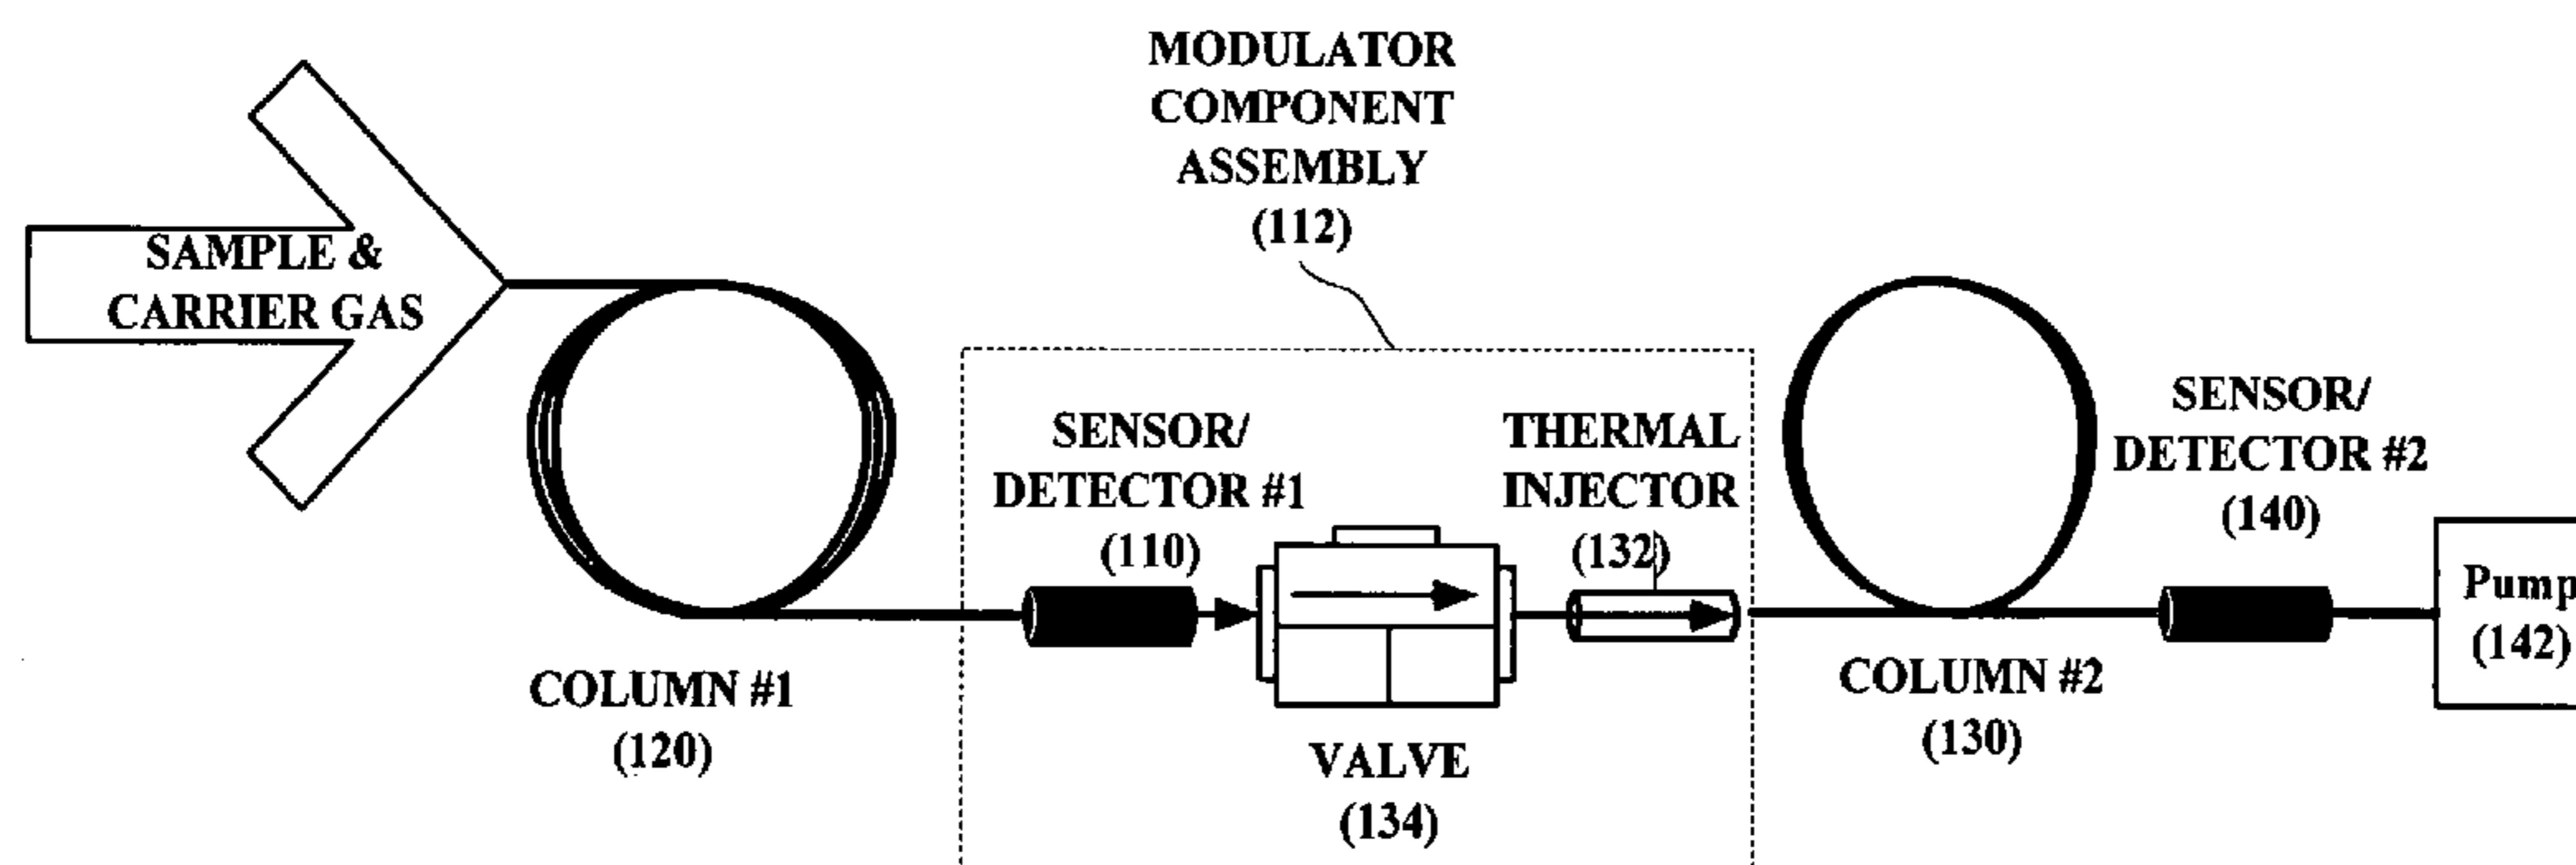 MODULATOR
COMPONENT
ASSEMBLY
(112)
SAMPLE &
CARRIER GAS
SENSOR/
DETECTOR #1
(110)
THERMAL
INJECTOR
(132)
SENSOR/
DETECTOR #2
(140)
Pump
(142)
COLUMN #1
(120)
VALVE
(134)
COLUMN #2
(130)